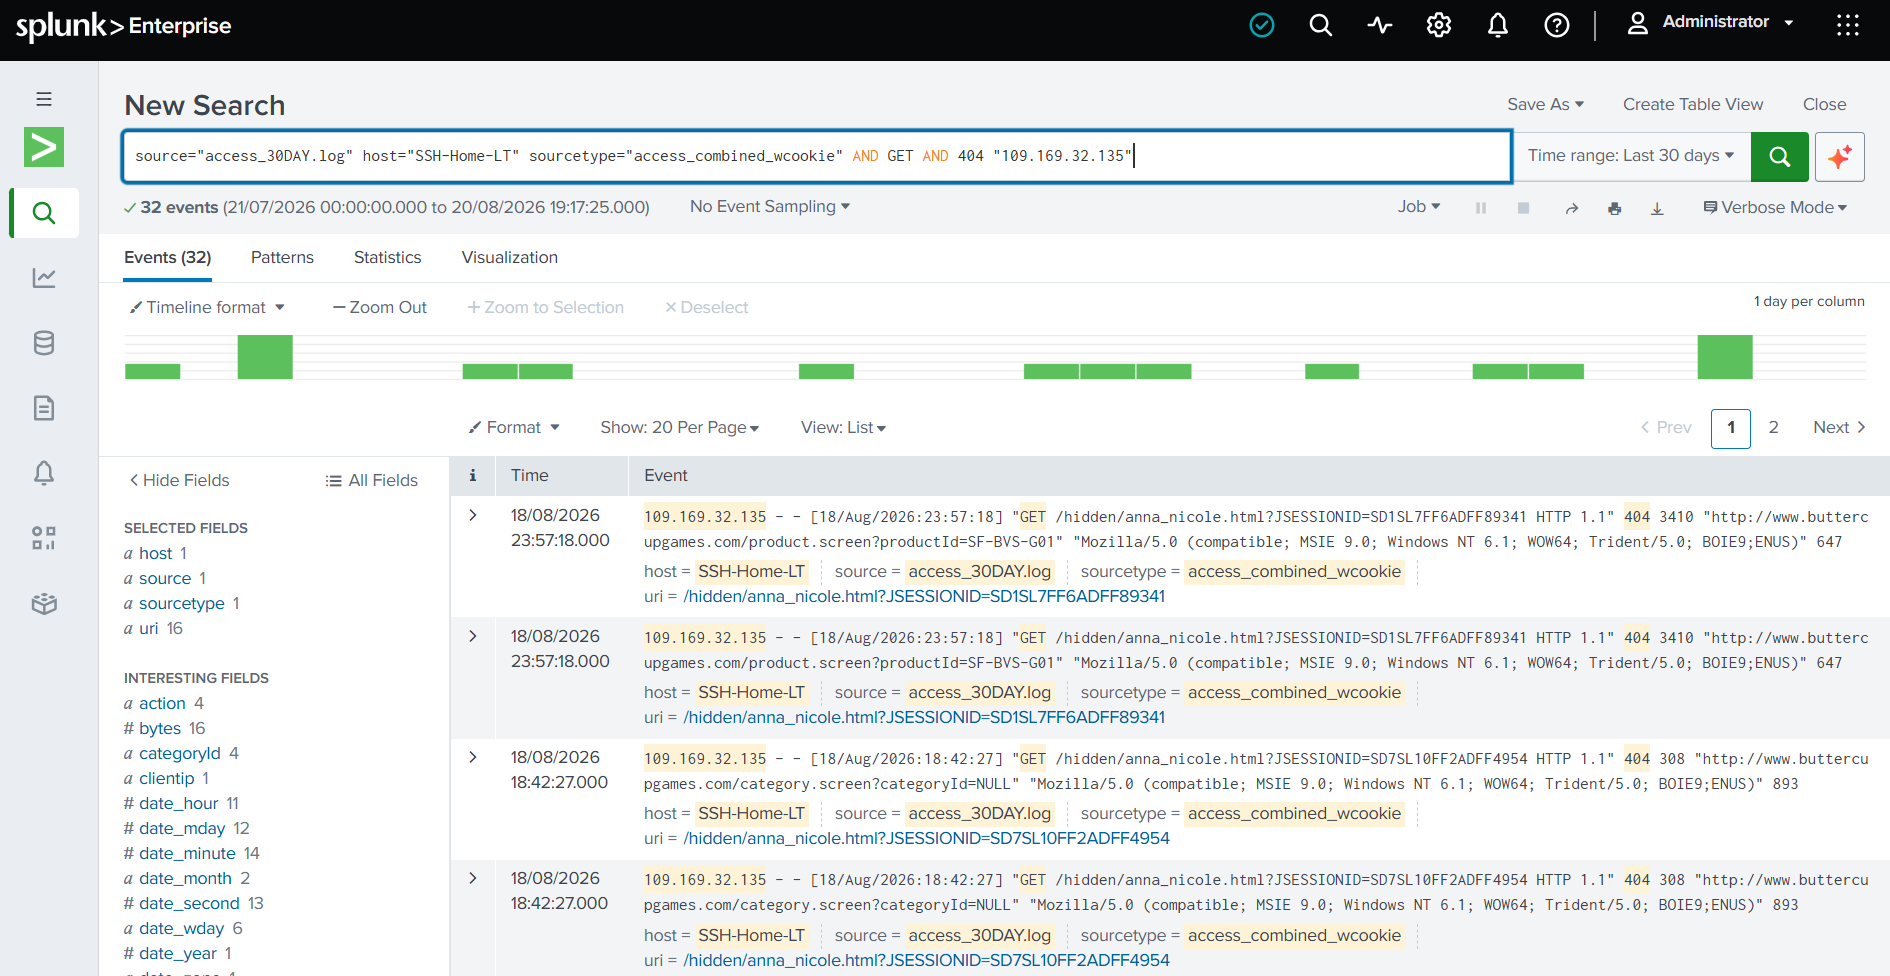 splunk> Enterprise
Administrator
New Search
Save As
Create Table View
Close
source="access_30DAY.log" host="SSH-Home-LT" sourcetype="access_combined_wcookie" AND GET AND 404 "109.169.32.135"
Time range: Last 30 days
32 events (21/07/2026 00:00:00.000 to 20/08/2026 19:17:25.000)
No Event Sampling
Job
Verbose Mode
Events (32)
Patterns
Statistics
Visualization
Timeline format
Zoom Out
Zoom to Selection
Deselect
1 day per column
Format
Show: 20 Per Page
View: List
Prev
1
2
Next
Hide Fields
All Fields
SELECTED FIELDS
a host 1
a source 1
a sourcetype 1
a uri 16
INTERESTING FIELDS
a action 4
# bytes 16
a categoryId 4
a clientip 1
# date_hour 11
# date_mday 12
# date_minute 14
a date_month 2
# date_second 13
a date_wday 6
# date_year 1
i
Time
Event
18/08/2026
23:57:18.000
109.169.32.135 - - [18/Aug/2026:23:57:18] "GET /hidden/anna_nicole.html?JSESSIONID=SD1SL7FF6ADFF89341 HTTP 1.1" 404 3410 "http://www.butterc
upgames.com/product.screen?productId=SF-BVS-G01" "Mozilla/5.0 (compatible; MSIE 9.0; Windows NT 6.1; WOW64; Trident/5.0; BOIE9;ENUS)" 647
host = SSH-Home-LT source = access_30DAY.log sourcetype = access_combined_wcookie
uri = /hidden/anna_nicole.html?JSESSIONID=SD1SL7FF6ADFF89341
18/08/2026
23:57:18.000
109.169.32.135 - - [18/Aug/2026:23:57:18] "GET /hidden/anna_nicole.html?JSESSIONID=SD1SL7FF6ADFF89341 HTTP 1.1" 404 3410 "http://www.butterc
upgames.com/product.screen?productId=SF-BVS-G01" "Mozilla/5.0 (compatible; MSIE 9.0; Windows NT 6.1; WOW64; Trident/5.0; BOIE9;ENUS)" 647
host = SSH-Home-LT source = access_30DAY.log sourcetype = access_combined_wcookie
uri = /hidden/anna_nicole.html?JSESSIONID=SD1SL7FF6ADFF89341
18/08/2026
18:42:27.000
109.169.32.135 - - [18/Aug/2026:18:42:27] "GET /hidden/anna_nicole.html?JSESSIONID=SD7SL10FF2ADFF4954 HTTP 1.1" 404 308 "http://www.buttercu
pgames.com/category.screen?categoryId=NULL" "Mozilla/5.0 (compatible; MSIE 9.0; Windows NT 6.1; WOW64; Trident/5.0; BOIE9;ENUS)" 893
host = SSH-Home-LT source = access_30DAY.log sourcetype = access_combined_wcookie
uri = /hidden/anna_nicole.html?JSESSIONID=SD7SL10FF2ADFF4954
18/08/2026
18:42:27.000
109.169.32.135 - - [18/Aug/2026:18:42:27] "GET /hidden/anna_nicole.html?JSESSIONID=SD7SL10FF2ADFF4954 HTTP 1.1" 404 308 "http://www.buttercu
pgames.com/category.screen?categoryId=NULL" "Mozilla/5.0 (compatible; MSIE 9.0; Windows NT 6.1; WOW64; Trident/5.0; BOIE9;ENUS)" 893
host = SSH-Home-LT source = access_30DAY.log sourcetype = access_combined_wcookie
uri = /hidden/anna_nicole.html?JSESSIONID=SD7SL10FF2ADFF4954